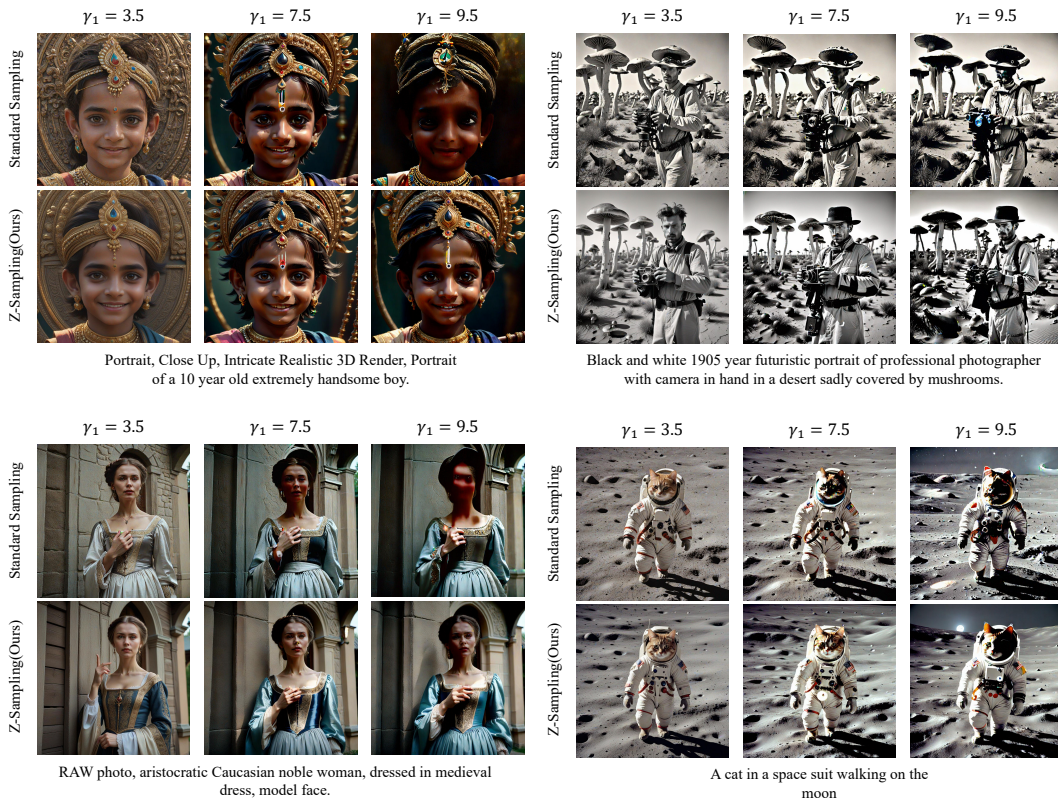 γ₁ = 3.5 γ₁ = 7.5 γ₁ = 9.5
Standard Sampling
Z-Sampling(Ours)
Portrait, Close Up, Intricate Realistic 3D Render, Portrait
of a 10 year old extremely handsome boy.
γ₁ = 3.5 γ₁ = 7.5 γ₁ = 9.5
Standard Sampling
Z-Sampling(Ours)
Black and white 1905 year futuristic portrait of professional photographer
with camera in hand in a desert sadly covered by mushrooms.
γ₁ = 3.5 γ₁ = 7.5 γ₁ = 9.5
Standard Sampling
Z-Sampling(Ours)
RAW photo, aristocratic Caucasian noble woman, dressed in medieval
dress, model face.
γ₁ = 3.5 γ₁ = 7.5 γ₁ = 9.5
Standard Sampling
Z-Sampling(Ours)
A cat in a space suit walking on the
moon